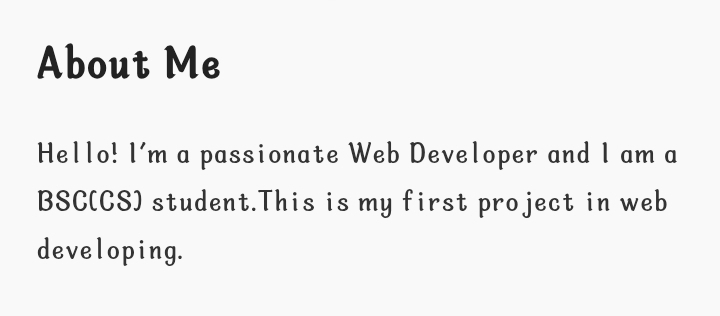 About Me
Hello! I'm a passionate Web Developer and I am a
BSC(CS) student.This is my first project in web
developing.